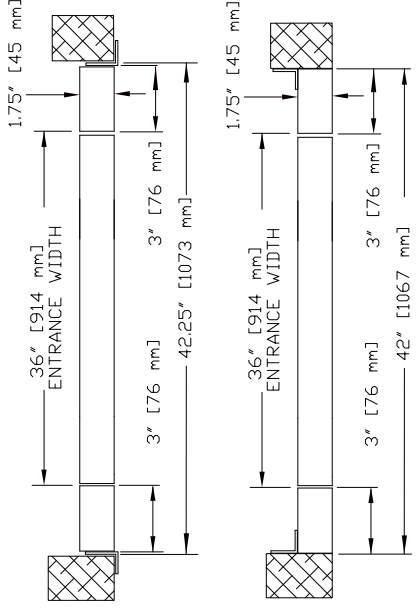 1.75" [45 mm]
3" [76 mm]
36" [914 mm]
ENTRANCE WIDTH
42.25" [1073 mm]
3" [76 mm]
1.75" [45 mm]
3" [76 mm]
36" [914 mm]
ENTRANCE WIDTH
42" [1067 mm]
3" [76 mm]